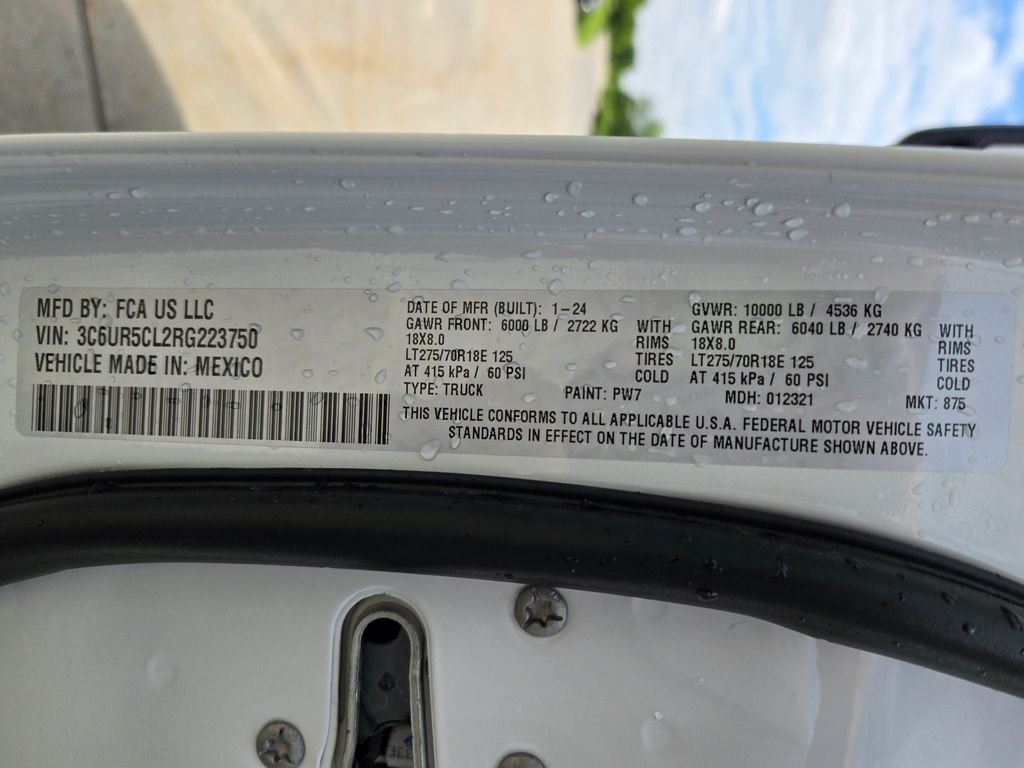 MFD BY: FCA US LLC
VIN: 3C6UR5CL2RG223750
VEHICLE MADE IN: MEXICO
DATE OF MFR (BUILT): 1-24
GAWR FRONT: 6000 LB / 2722 KG WITH
18X8.0 RIMS
LT275/70R18E 125 TIRES
AT 415 kPa / 60 PSI COLD
TYPE: TRUCK PAINT: PW7
GVWR: 10000 LB / 4536 KG
GAWR REAR: 6040 LB / 2740 KG WITH
18X8.0 RIMS
LT275/70R18E 125 TIRES
AT 415 kPa / 60 PSI COLD
MDH: 012321 MKT: 875
THIS VEHICLE CONFORMS TO ALL APPLICABLE U.S.A. FEDERAL MOTOR VEHICLE SAFETY
STANDARDS IN EFFECT ON THE DATE OF MANUFACTURE SHOWN ABOVE.